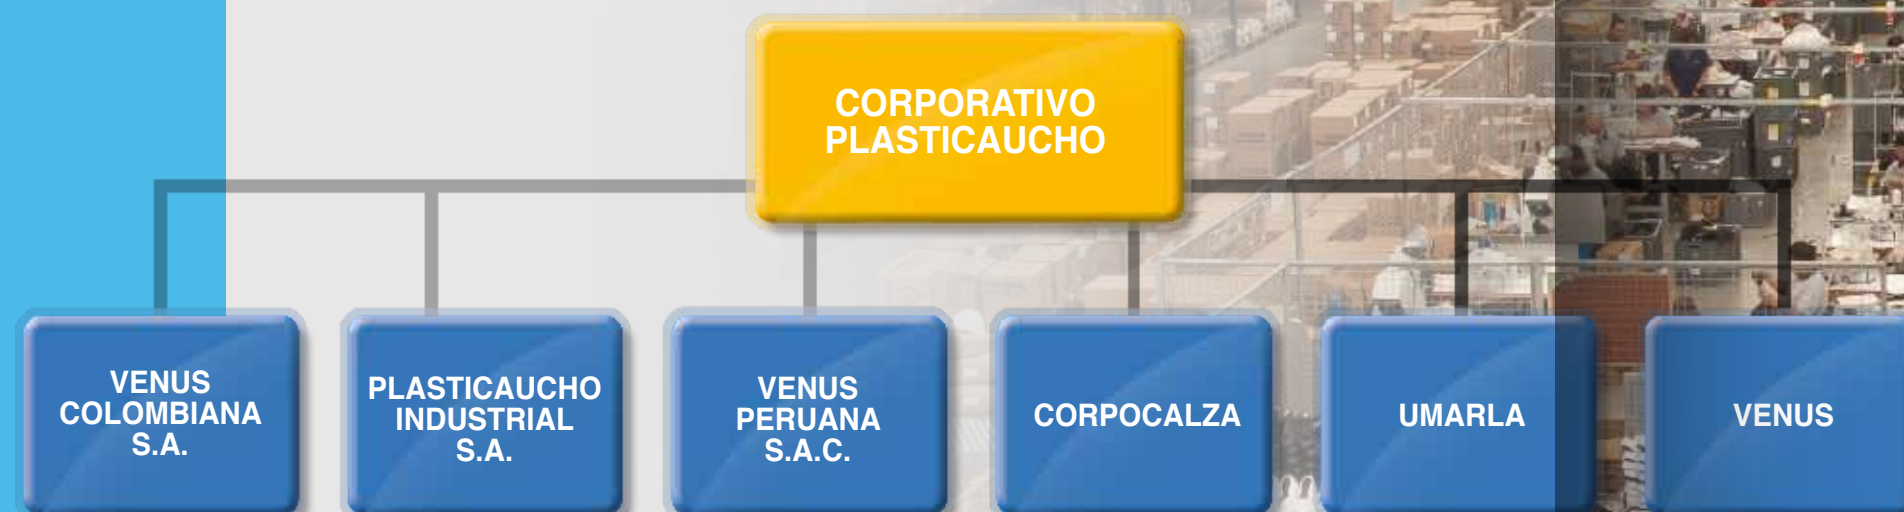 CORPORATIVO
PLASTICAUCHO
VENUS
COLOMBIANA
S.A.
PLASTICAUCHO
INDUSTRIAL
S.A.
VENUS
PERUANA
S.A.C.
CORPOCALZA
UMARLA
VENUS